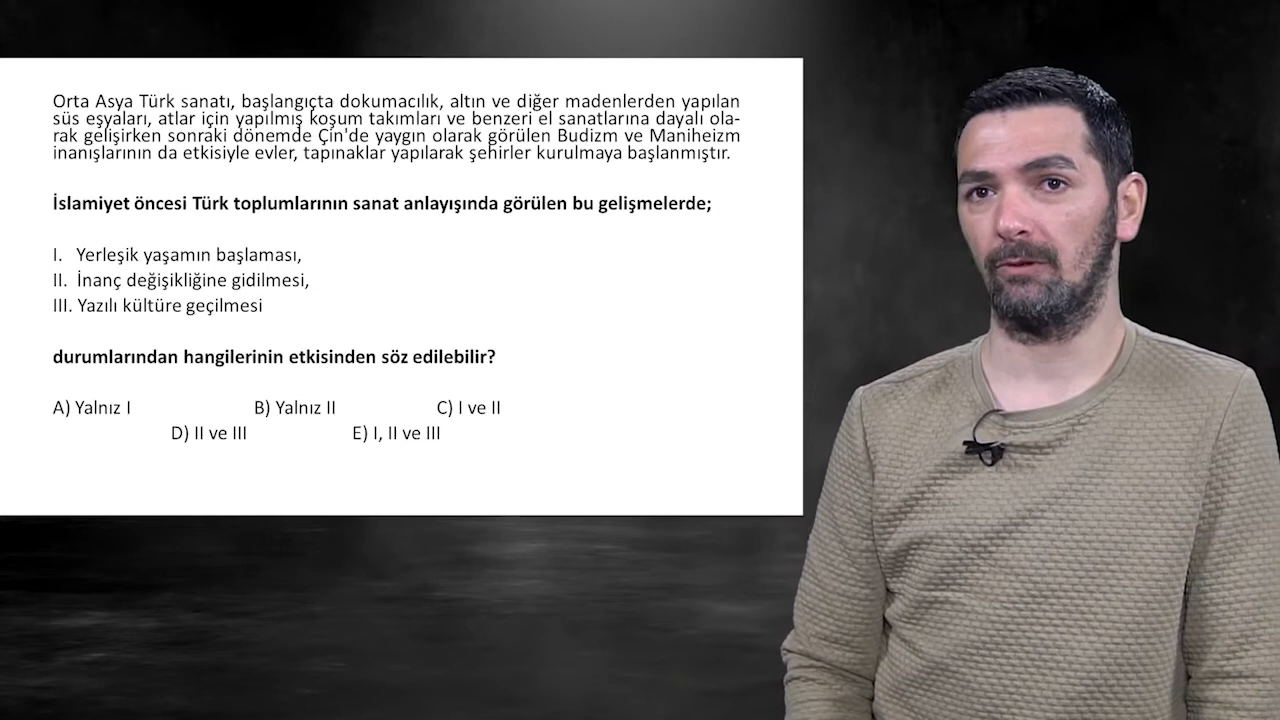 Orta Asya Türk sanatı, başlangıçta dokumacılık, altın ve diğer madenlerden yapılan
süs eşyaları, atlar için yapılmış koşum takımları ve benzeri el sanatlarına dayalı ola-
rak gelişirken sonraki dönemde Çin'de yaygın olarak görülen Budizm ve Maniheizm
inanışlarının da etkisiyle evler, tapınaklar yapılarak şehirler kurulmaya başlanmıştır.
İslamiyet öncesi Türk toplumlarının sanat anlayışında görülen bu gelişmelerde;
I. Yerleşik yaşamın başlaması,
II. İnanç değişikliğine gidilmesi,
III. Yazılı kültüre geçilmesi
durumlarından hangilerinin etkisinden söz edilebilir?
A) Yalnız I B) Yalnız II C) I ve II
D) II ve III E) I, II ve III